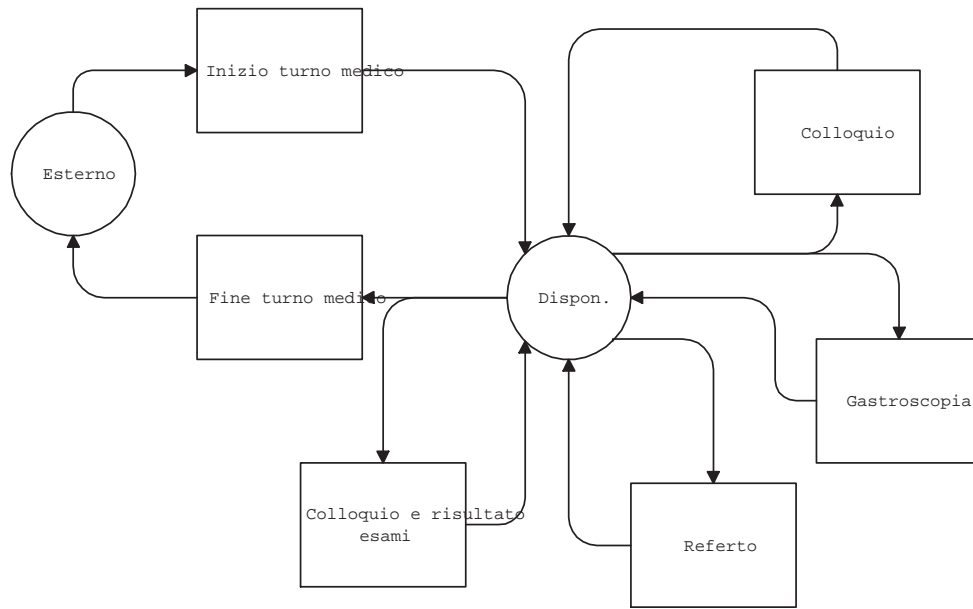 Inizio turno medico
Colloquio
Esterno
Fine turno medico
Dispon.
Gastroscopia
Colloquio e risultato
esami
Referto